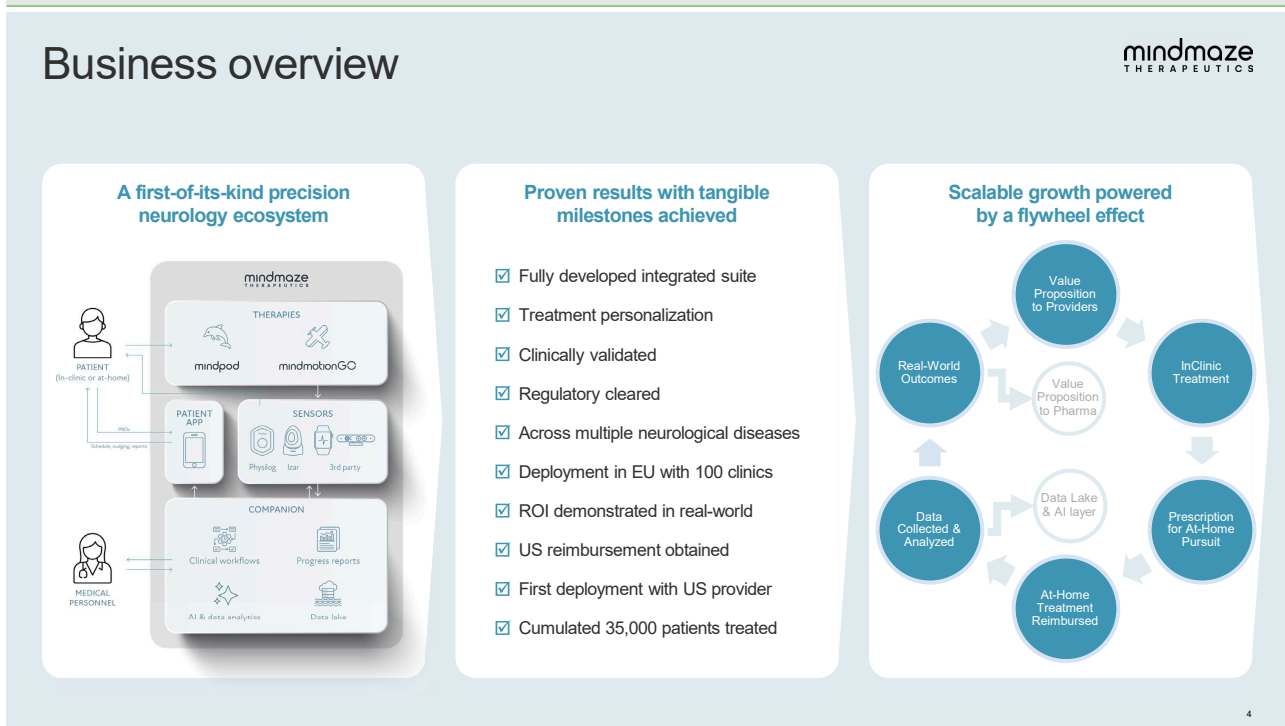 Business overview
mindmaze
THERAPEUTICS
A first-of-its-kind precision
neurology ecosystem
mindmaze
THERAPEUTICS
THERAPIES
mindpod
mindmotionGO
PATIENT
(In-clinic or at-home)
PATIENT
APP
SENSORS
PROs
Schedule, nudging, reports
Physilog
Izar
3rd party
COMPANION
Clinical workflows
Progress reports
MEDICAL
PERSONNEL
AI & data analytics
Data lake
Proven results with tangible
milestones achieved
Fully developed integrated suite
Treatment personalization
Clinically validated
Regulatory cleared
Across multiple neurological diseases
Deployment in EU with 100 clinics
ROI demonstrated in real-world
US reimbursement obtained
First deployment with US provider
Cumulated 35,000 patients treated
Scalable growth powered
by a flywheel effect
Value
Proposition
to Providers
Real-World
Outcomes
Value
Proposition
to Pharma
InClinic
Treatment
Data
Collected &
Analyzed
Data Lake
& AI layer
Prescription
for At-Home
Pursuit
At-Home
Treatment
Reimbursed
4